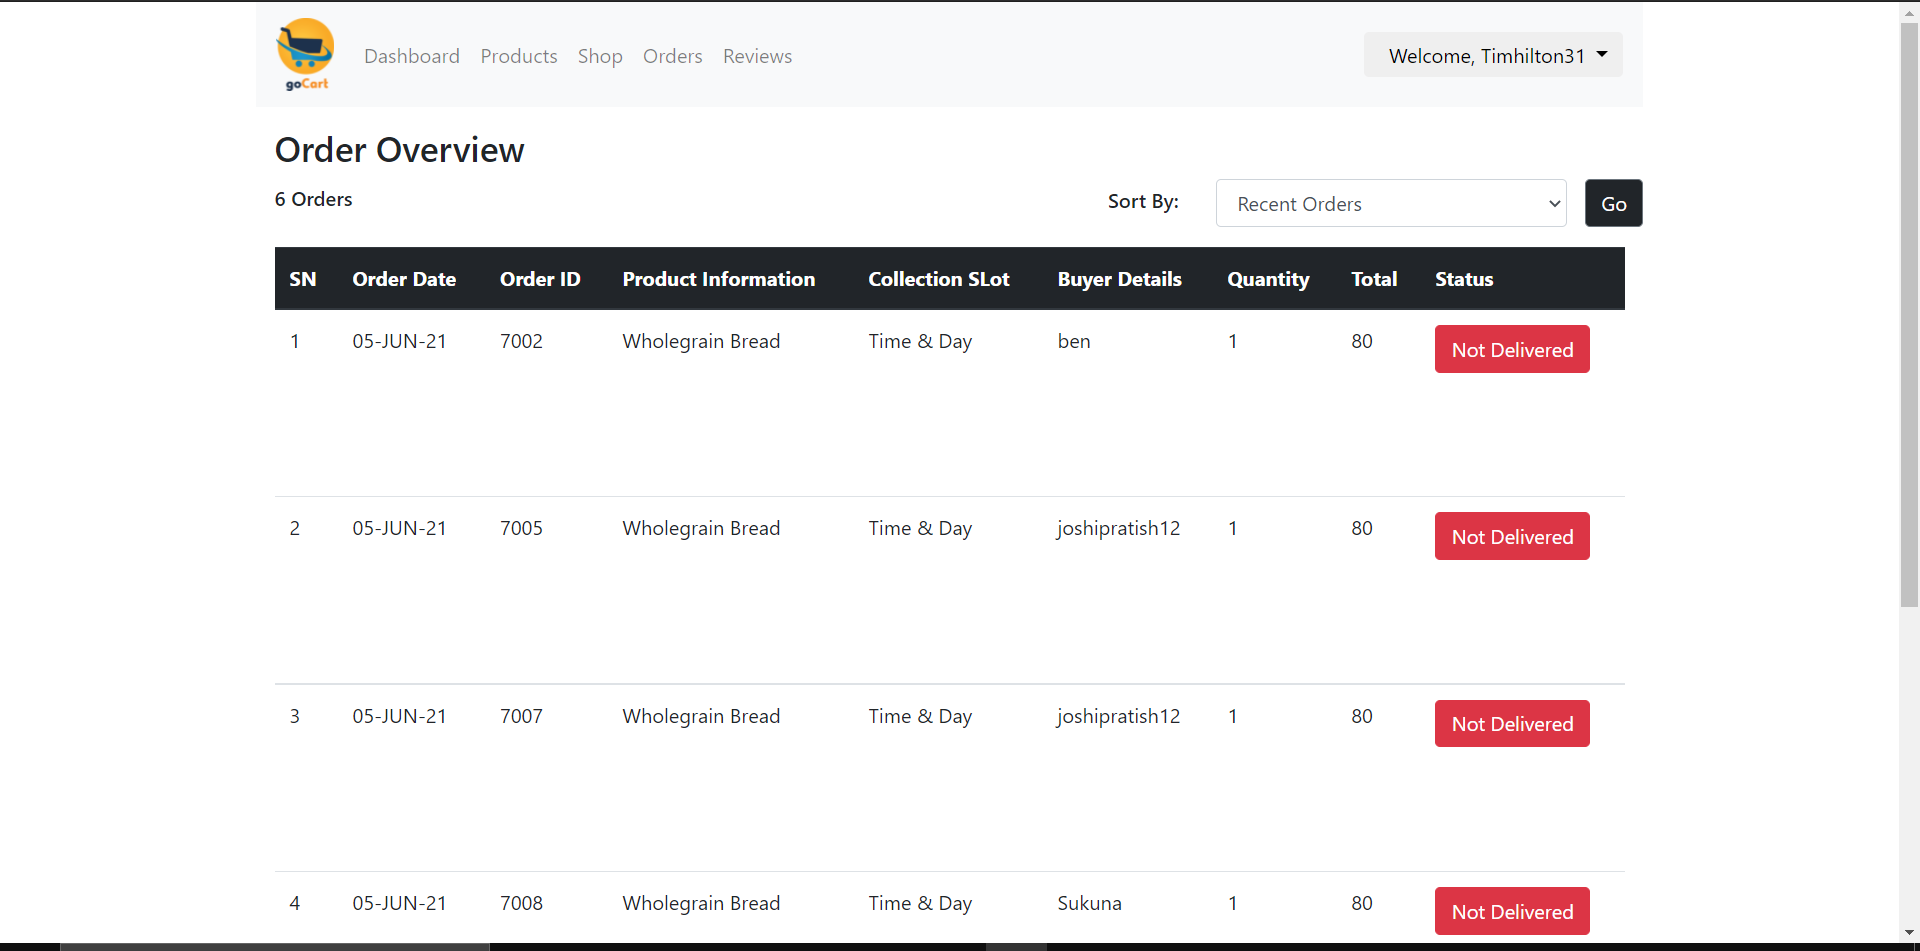 goCart
Dashboard Products Shop Orders Reviews
Welcome, Timhilton31
Order Overview
6 Orders
Sort By: Recent Orders Go
SN Order Date Order ID Product Information Collection SLot Buyer Details Quantity Total Status
1 05-JUN-21 7002 Wholegrain Bread Time & Day ben 1 80 Not Delivered
2 05-JUN-21 7005 Wholegrain Bread Time & Day joshipratish12 1 80 Not Delivered
3 05-JUN-21 7007 Wholegrain Bread Time & Day joshipratish12 1 80 Not Delivered
4 05-JUN-21 7008 Wholegrain Bread Time & Day Sukuna 1 80 Not Delivered